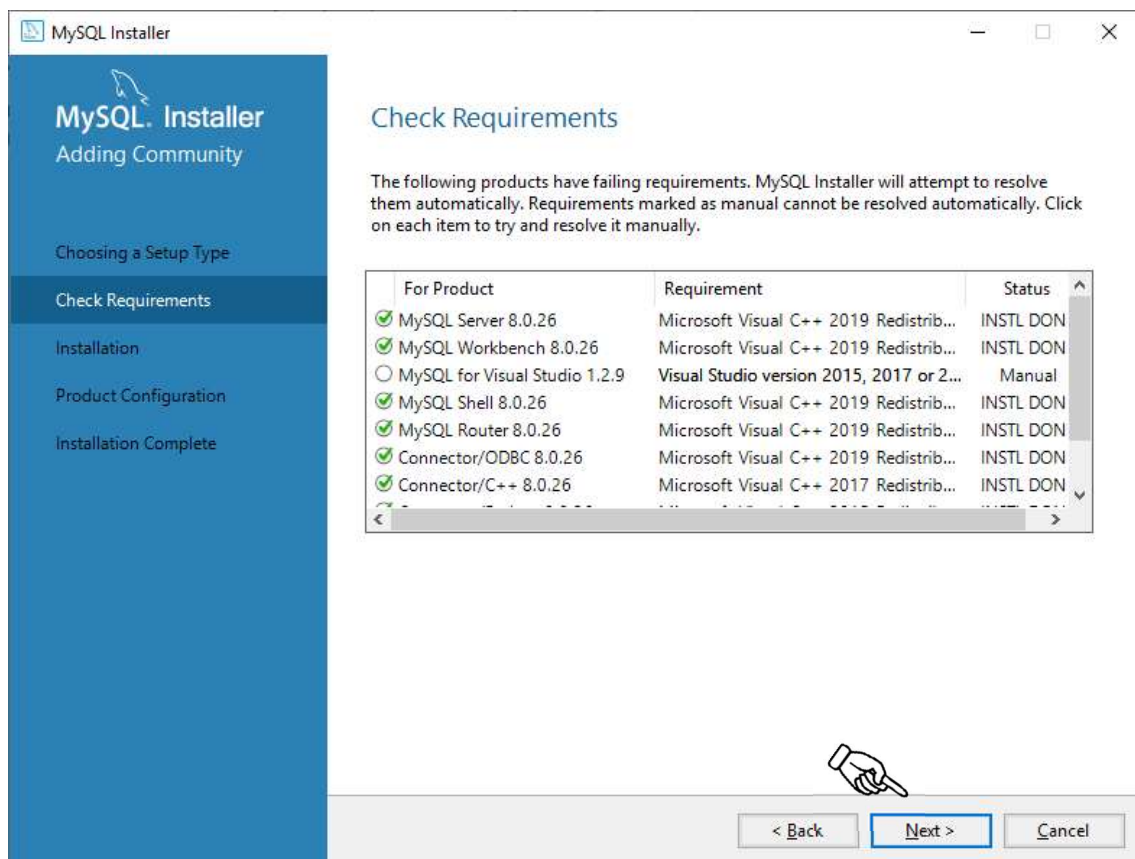 MySQL Installer
MySQL. Installer
Adding Community
Choosing a Setup Type
Check Requirements
Installation
Product Configuration
Installation Complete
Check Requirements
The following products have failing requirements. MySQL Installer will attempt to resolve
them automatically. Requirements marked as manual cannot be resolved automatically. Click
on each item to try and resolve it manually.
For Product Requirement Status
MySQL Server 8.0.26 Microsoft Visual C++ 2019 Redistrib... INSTL DON
MySQL Workbench 8.0.26 Microsoft Visual C++ 2019 Redistrib... INSTL DON
MySQL for Visual Studio 1.2.9 Visual Studio version 2015, 2017 or 2... Manual
MySQL Shell 8.0.26 Microsoft Visual C++ 2019 Redistrib... INSTL DON
MySQL Router 8.0.26 Microsoft Visual C++ 2019 Redistrib... INSTL DON
Connector/ODBC 8.0.26 Microsoft Visual C++ 2019 Redistrib... INSTL DON
Connector/C++ 8.0.26 Microsoft Visual C++ 2017 Redistrib... INSTL DON
< Back Next > Cancel